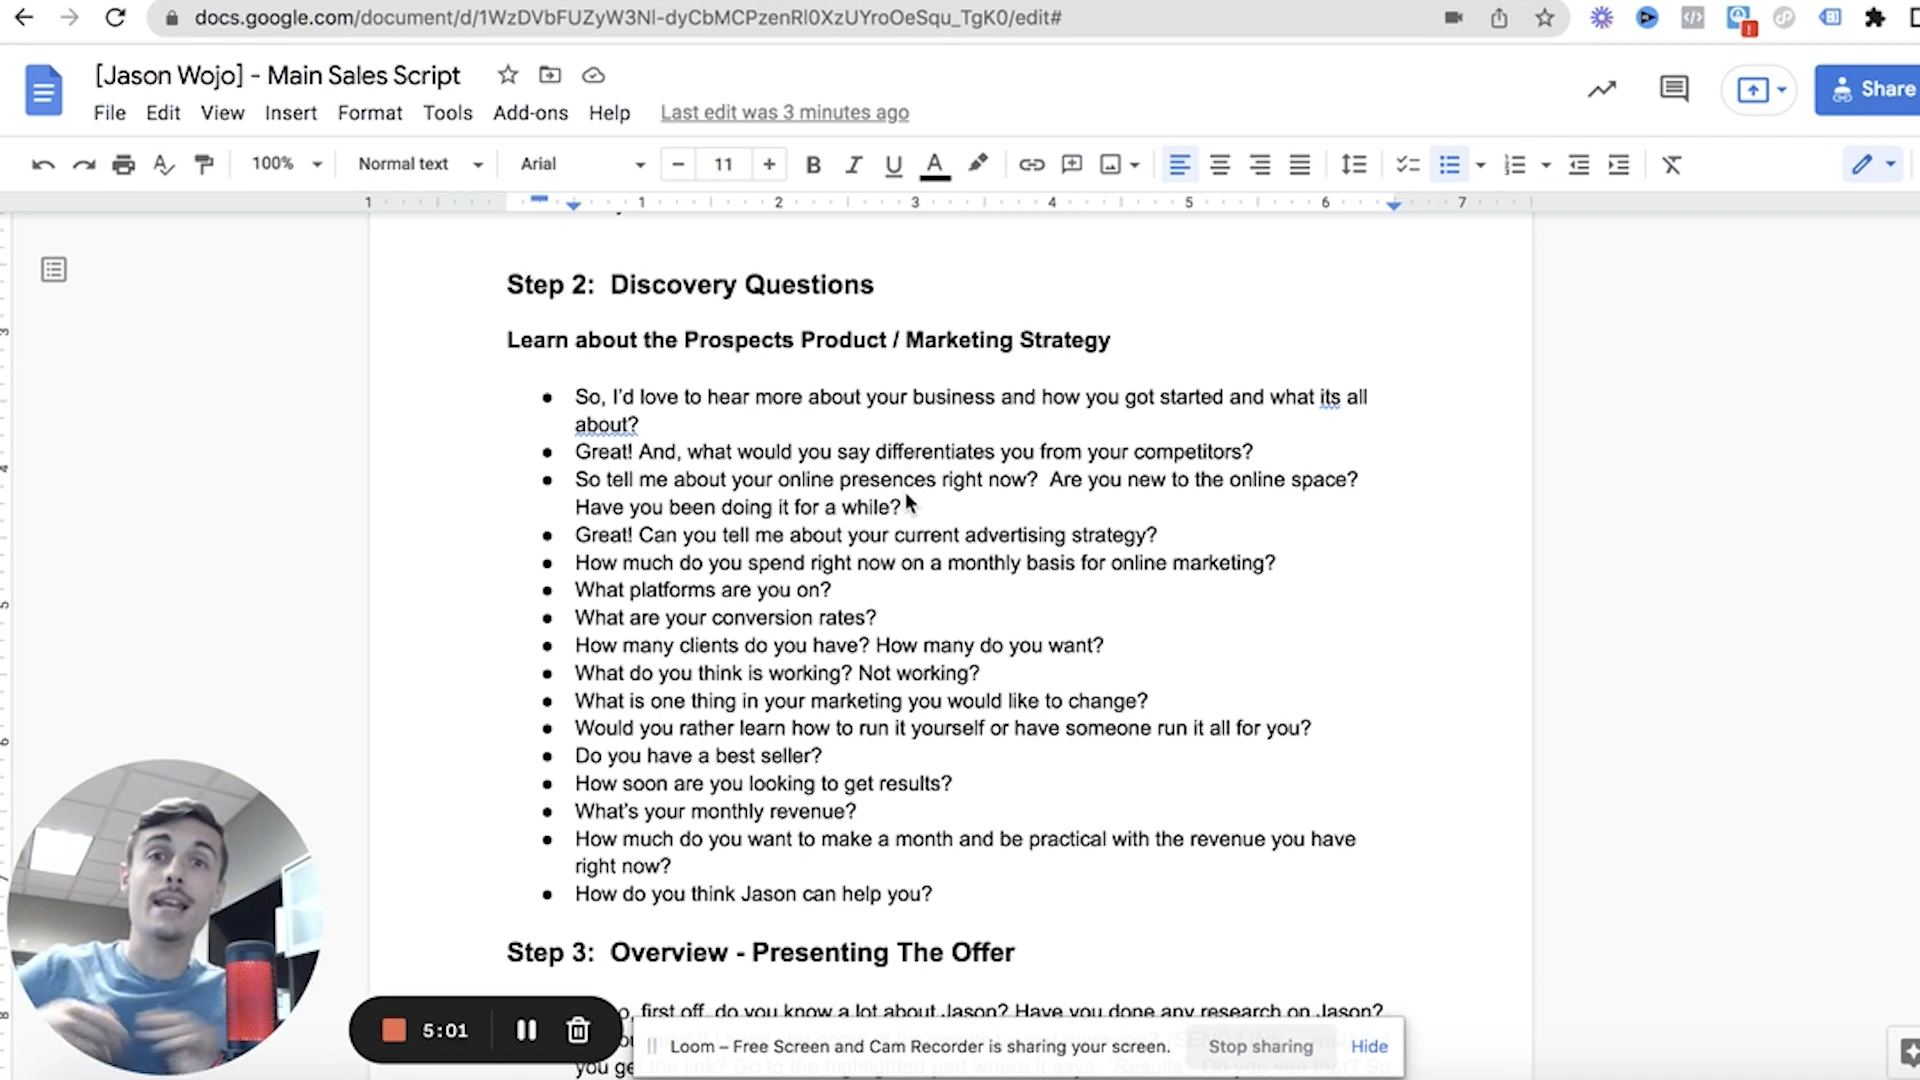 docs.google.com/document/d/1WzDVbFUZyW3Nl-dyCbMCPzenRl0XzUYroOeSqu_TgK0/edit#
[Jason Wojo] - Main Sales Script
File Edit View Insert Format Tools Add-ons Help Last edit was 3 minutes ago
Share
100% Normal text Arial 11 B I U A
1 1 2 3 4 5 6 7
Step 2: Discovery Questions
Learn about the Prospects Product / Marketing Strategy
So, I'd love to hear more about your business and how you got started and what its all
about?
Great! And, what would you say differentiates you from your competitors?
So tell me about your online presences right now? Are you new to the online space?
Have you been doing it for a while?
Great! Can you tell me about your current advertising strategy?
How much do you spend right now on a monthly basis for online marketing?
What platforms are you on?
What are your conversion rates?
How many clients do you have? How many do you want?
What do you think is working? Not working?
What is one thing in your marketing you would like to change?
Would you rather learn how to run it yourself or have someone run it all for you?
Do you have a best seller?
How soon are you looking to get results?
What's your monthly revenue?
How much do you want to make a month and be practical with the revenue you have
right now?
How do you think Jason can help you?
Step 3: Overview - Presenting The Offer
first off, do you know a lot about Jason? Have you done any research on Jason?
5:01
Loom – Free Screen and Cam Recorder is sharing your screen. Stop sharing Hide